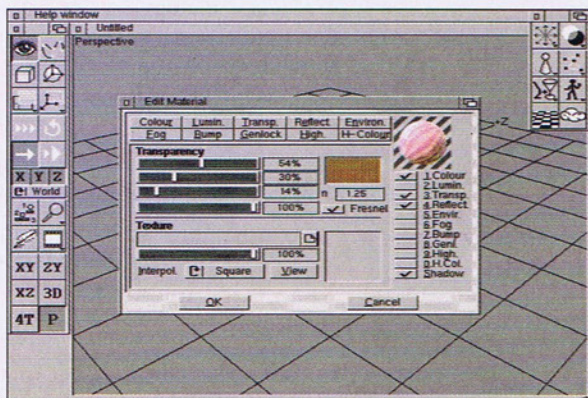 Help window
Untitled
Perspective
Edit Material
Colour Lumin. Transp. Reflect. Environ.
Fog Bump Genlock High. H-Colour
Transparency
54%
30%
14% n 1.25
100% Fresnel
Texture
100%
Interpol. Square View
1.Colour
2.Lumin.
3.Transp.
4.Reflect.
5.Envir.
6.Fog
7.Bump
8.Genl.
9.High.
0.H.Col.
Shadow
OK Cancel
+Z
X Y Z
World
XY ZY
XZ 3D
4T P